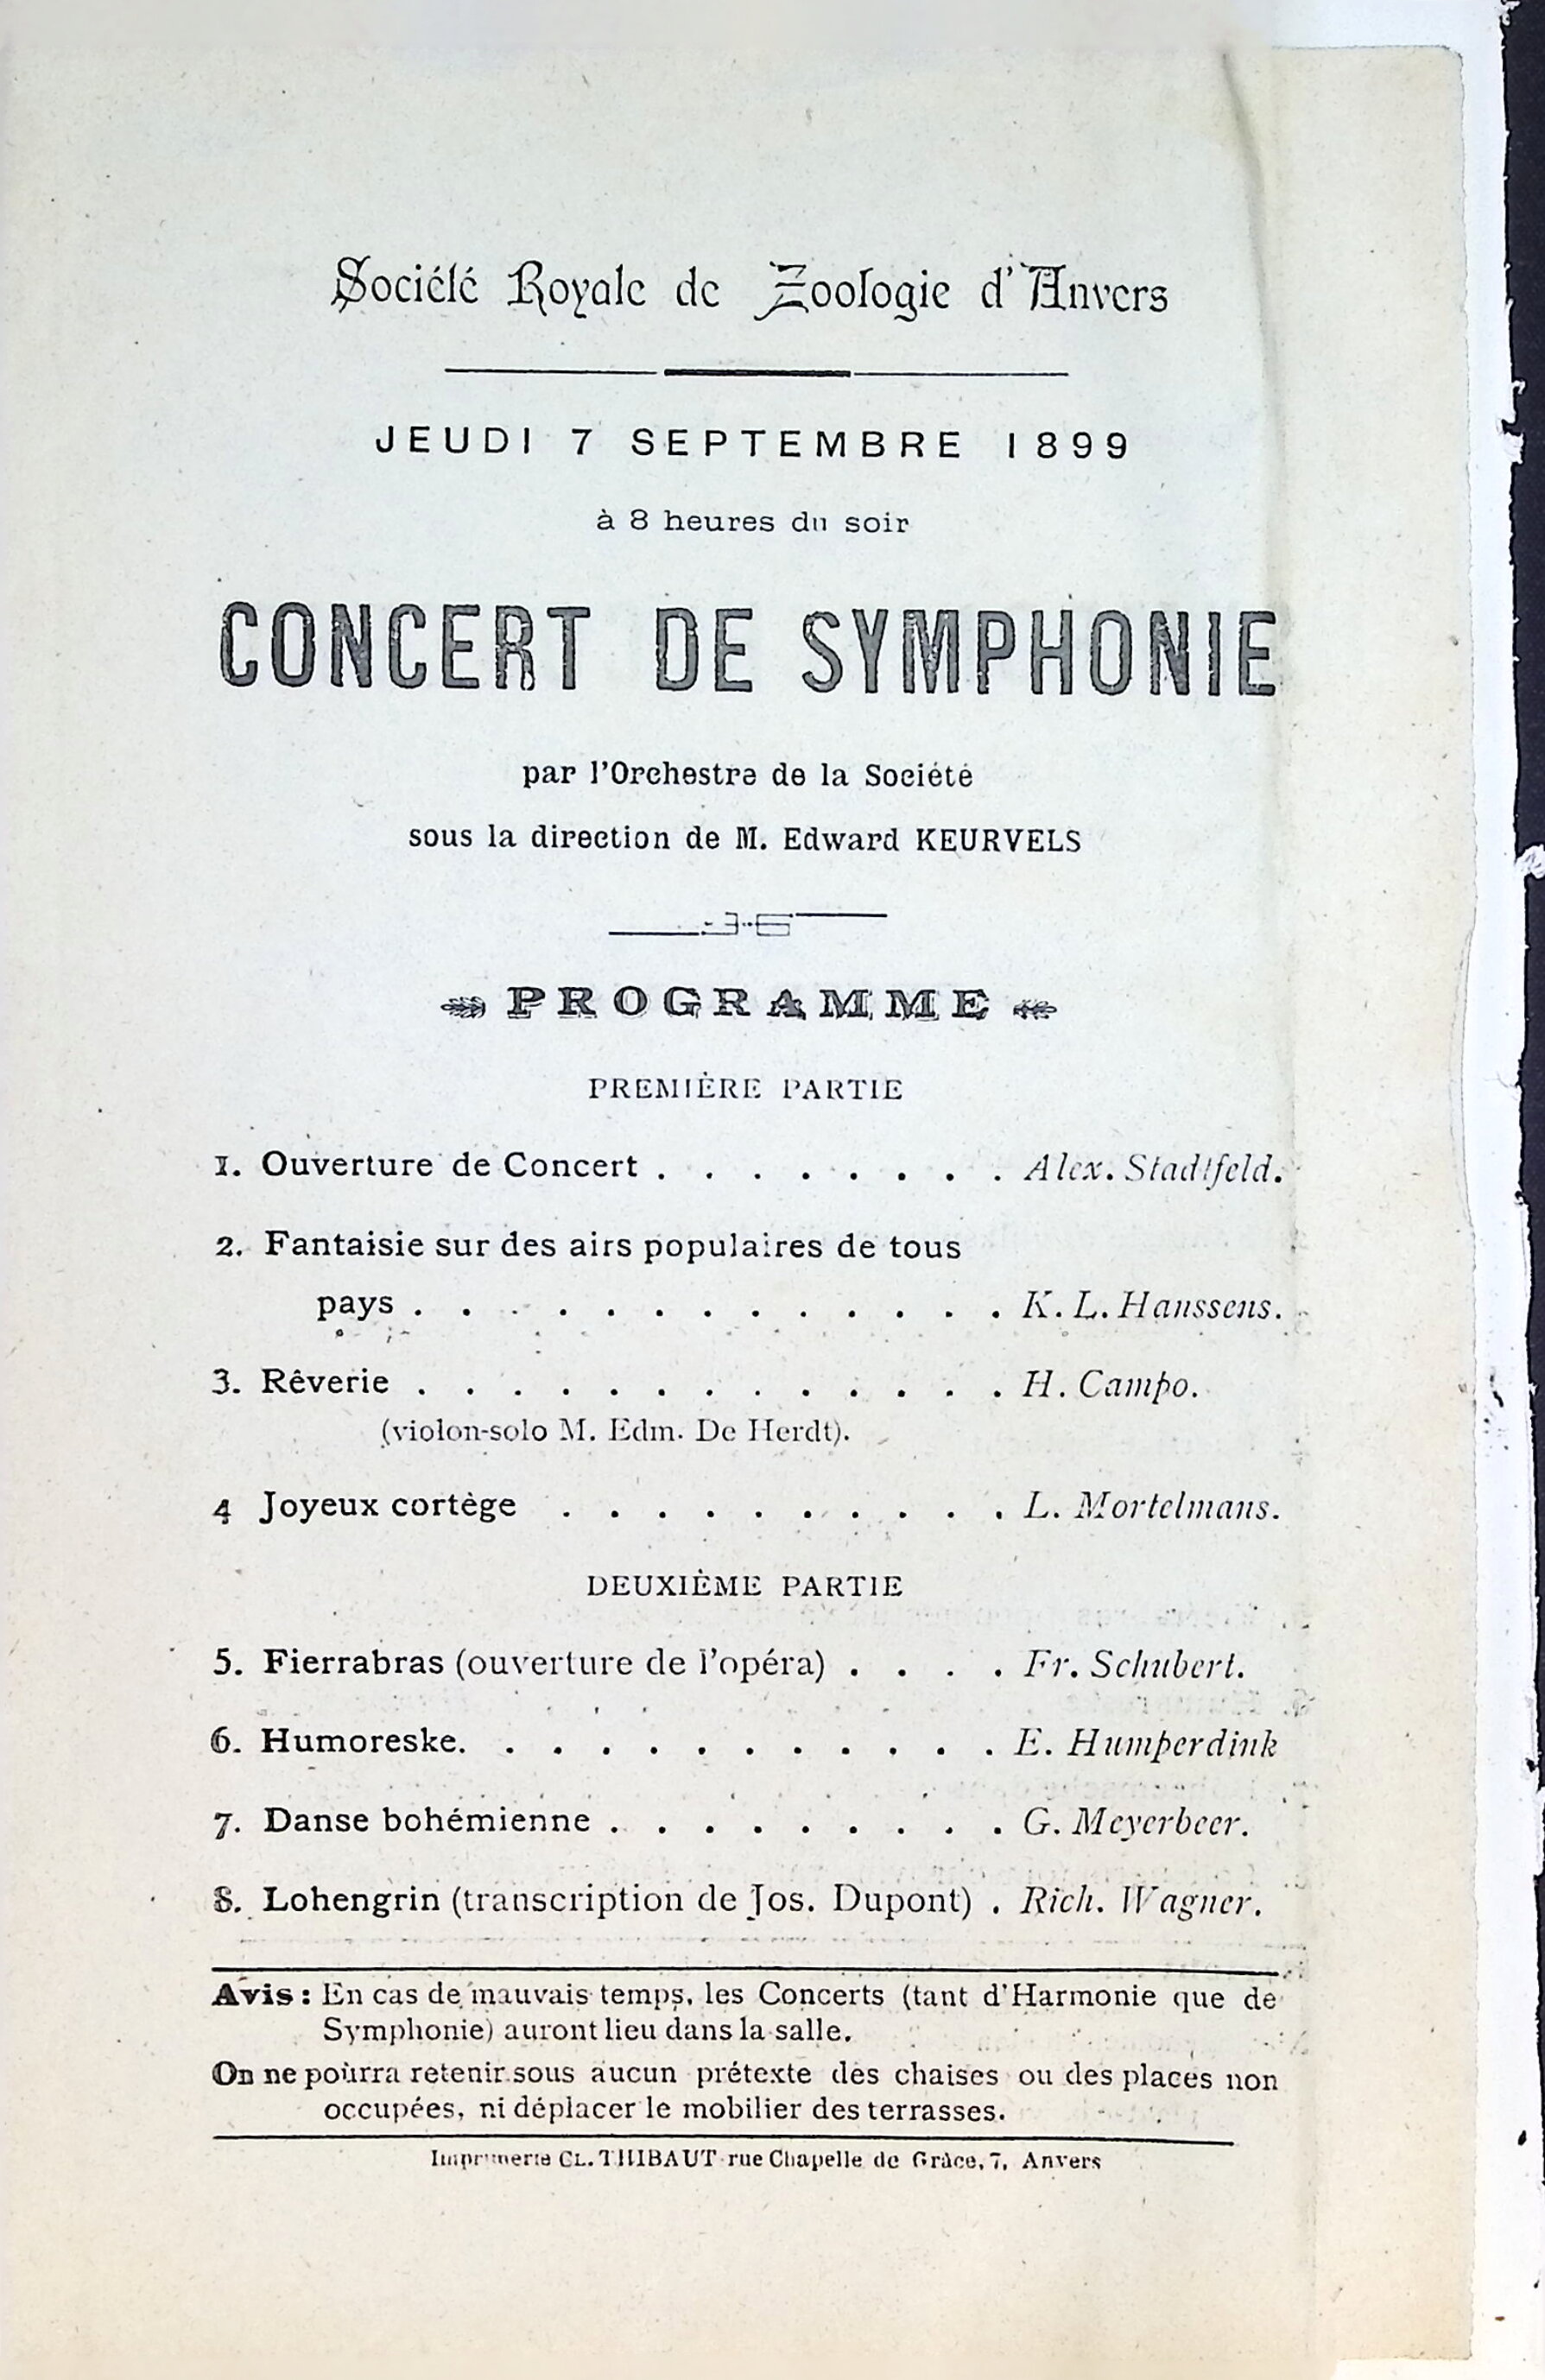 Société Royale de Zoologie d'Anvers
JEUDI 7 SEPTEMBRE 1899
à 8 heures du soir
CONCERT DE SYMPHONIE
par l'Orchestre de la Société
sous la direction de M. Edward KEURVELS
PROGRAMME
PREMIÈRE PARTIE
1. Ouverture de Concert . . . . . . . . Alex. Stadtfeld.
2. Fantaisie sur des airs populaires de tous
pays . . . . . . . . . . . . . K. L. Hanssens.
3. Rêverie . . . . . . . . . . . . . H. Campo.
(violon-solo M. Edm. De Herdt).
4 Joyeux cortège . . . . . . . . . . L. Mortelmans.
DEUXIÈME PARTIE
5. Fierrabras (ouverture de l'opéra) . . . . Fr. Schubert.
6. Humoreske. . . . . . . . . . . . E. Humperdink
7. Danse bohémienne . . . . . . . . . G. Meyerbeer.
8. Lohengrin (transcription de Jos. Dupont) . Rich. Wagner.
Avis : En cas de mauvais temps, les Concerts (tant d'Harmonie que de
Symphonie) auront lieu dans la salle.
On ne pourra retenir sous aucun prétexte des chaises ou des places non
occupées, ni déplacer le mobilier des terrasses.
Imprimerie CL. THIBAUT rue Chapelle de Grâce, 7, Anvers